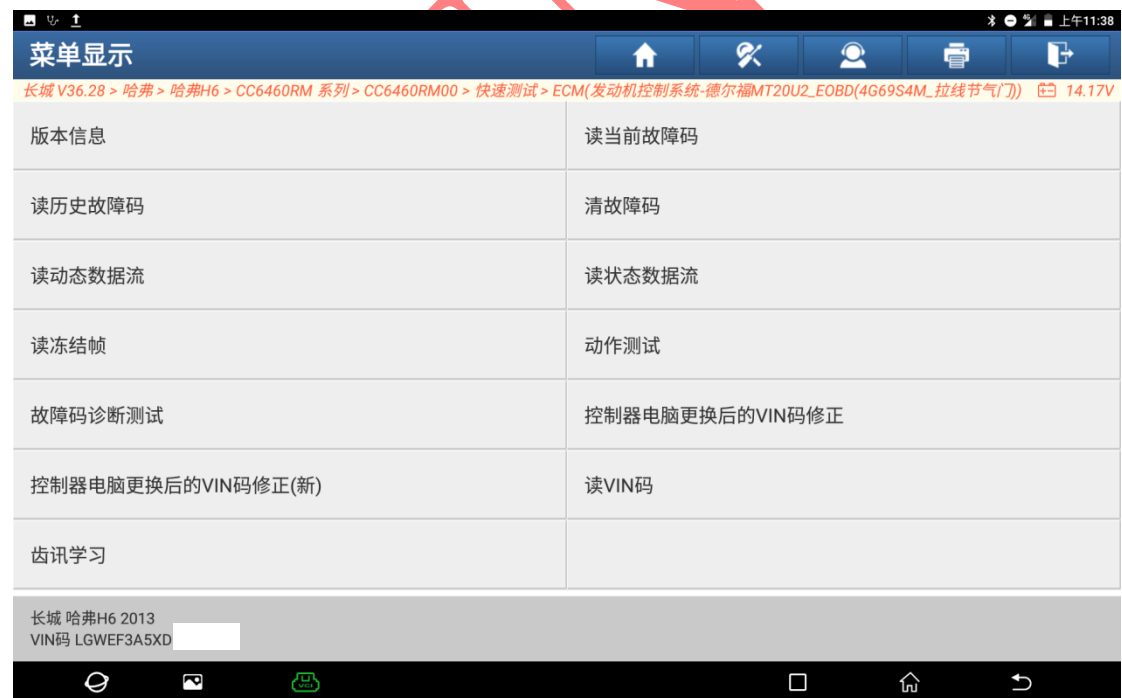 上午11:38
菜单显示
长城 V36.28 > 哈弗 > 哈弗H6 > CC6460RM 系列 > CC6460RM00 > 快速测试 > ECM(发动机控制系统-德尔福MT20U2_EOBD(4G69S4M_拉线节气门)) 14.17V
版本信息 读当前故障码
读历史故障码 清故障码
读动态数据流 读状态数据流
读冻结帧 动作测试
故障码诊断测试 控制器电脑更换后的VIN码修正
控制器电脑更换后的VIN码修正(新) 读VIN码
齿讯学习
长城 哈弗H6 2013
VIN码 LGWEF3A5XD
VCI